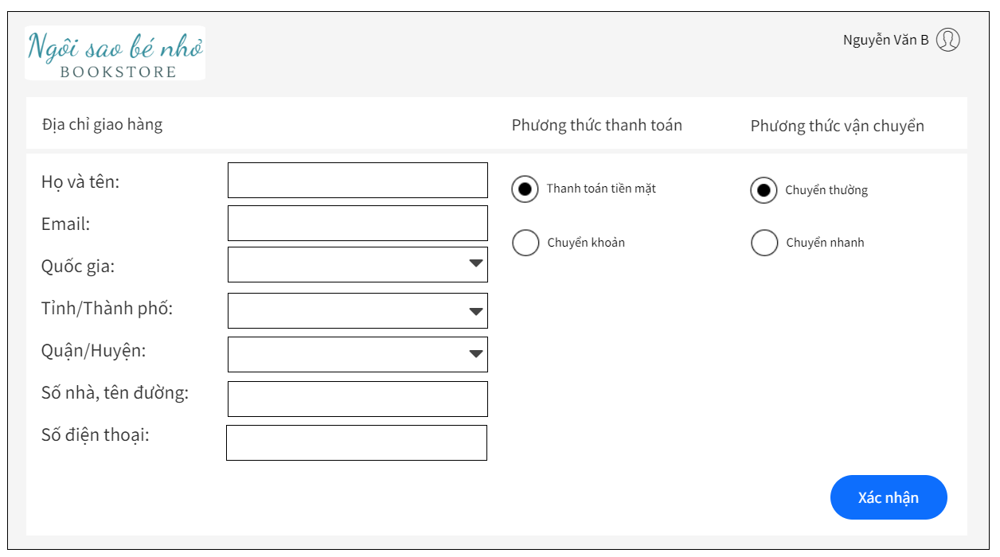 Ngôi sao bé nhỏ
BOOKSTORE
Nguyễn Văn B
Địa chỉ giao hàng
Phương thức thanh toán
Phương thức vận chuyển
Họ và tên:
Thanh toán tiền mặt
Chuyển thường
Email:
Chuyển khoản
Chuyển nhanh
Quốc gia:
Tỉnh/Thành phố:
Quận/Huyện:
Số nhà, tên đường:
Số điện thoại:
Xác nhận